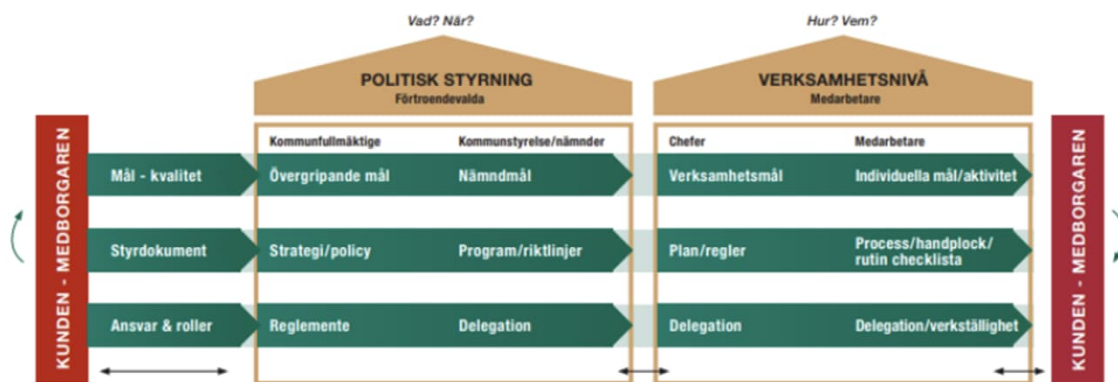 Vad? När?
Hur? Vem?
POLITISK STYRNING
Förtroendevalda
VERKSAMHETSNIVÅ
Medarbetare
KUNDEN - MEDBORGAREN
Kommunfullmäktige
Kommunstyrelse/nämnder
Chefer
Medarbetare
Mål - kvalitet
Övergripande mål
Nämndmål
Verksamhetsmål
Individuella mål/aktivitet
Styrdokument
Strategi/policy
Program/riktlinjer
Plan/regler
Process/handplock/
rutin checklista
Ansvar & roller
Reglemente
Delegation
Delegation
Delegation/verkställighet
KUNDEN - MEDBORGAREN